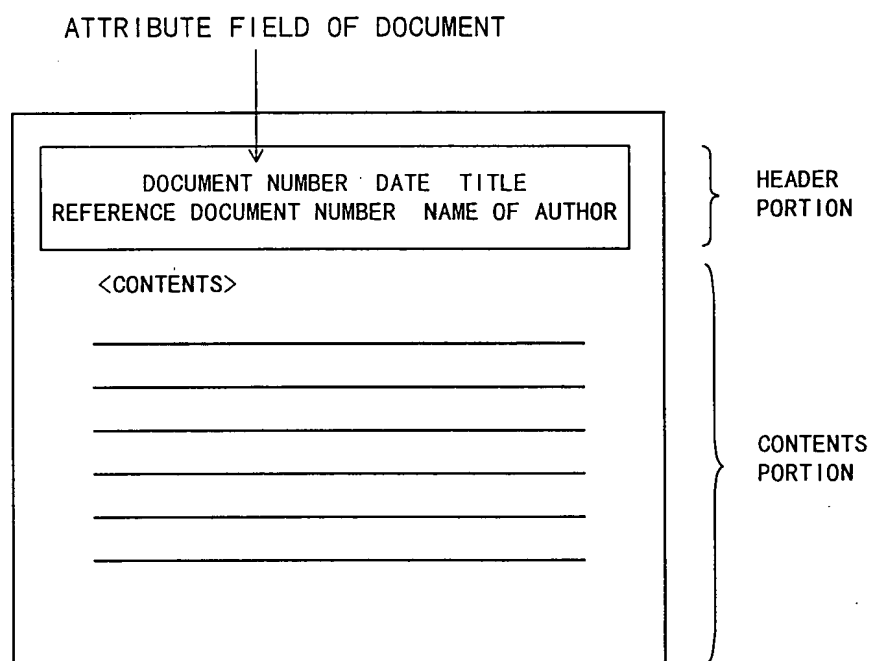 ATTRIBUTE FIELD OF DOCUMENT
DOCUMENT NUMBER DATE TITLE
REFERENCE DOCUMENT NUMBER NAME OF AUTHOR
HEADER
PORTION
<CONTENTS>
CONTENTS
PORTION